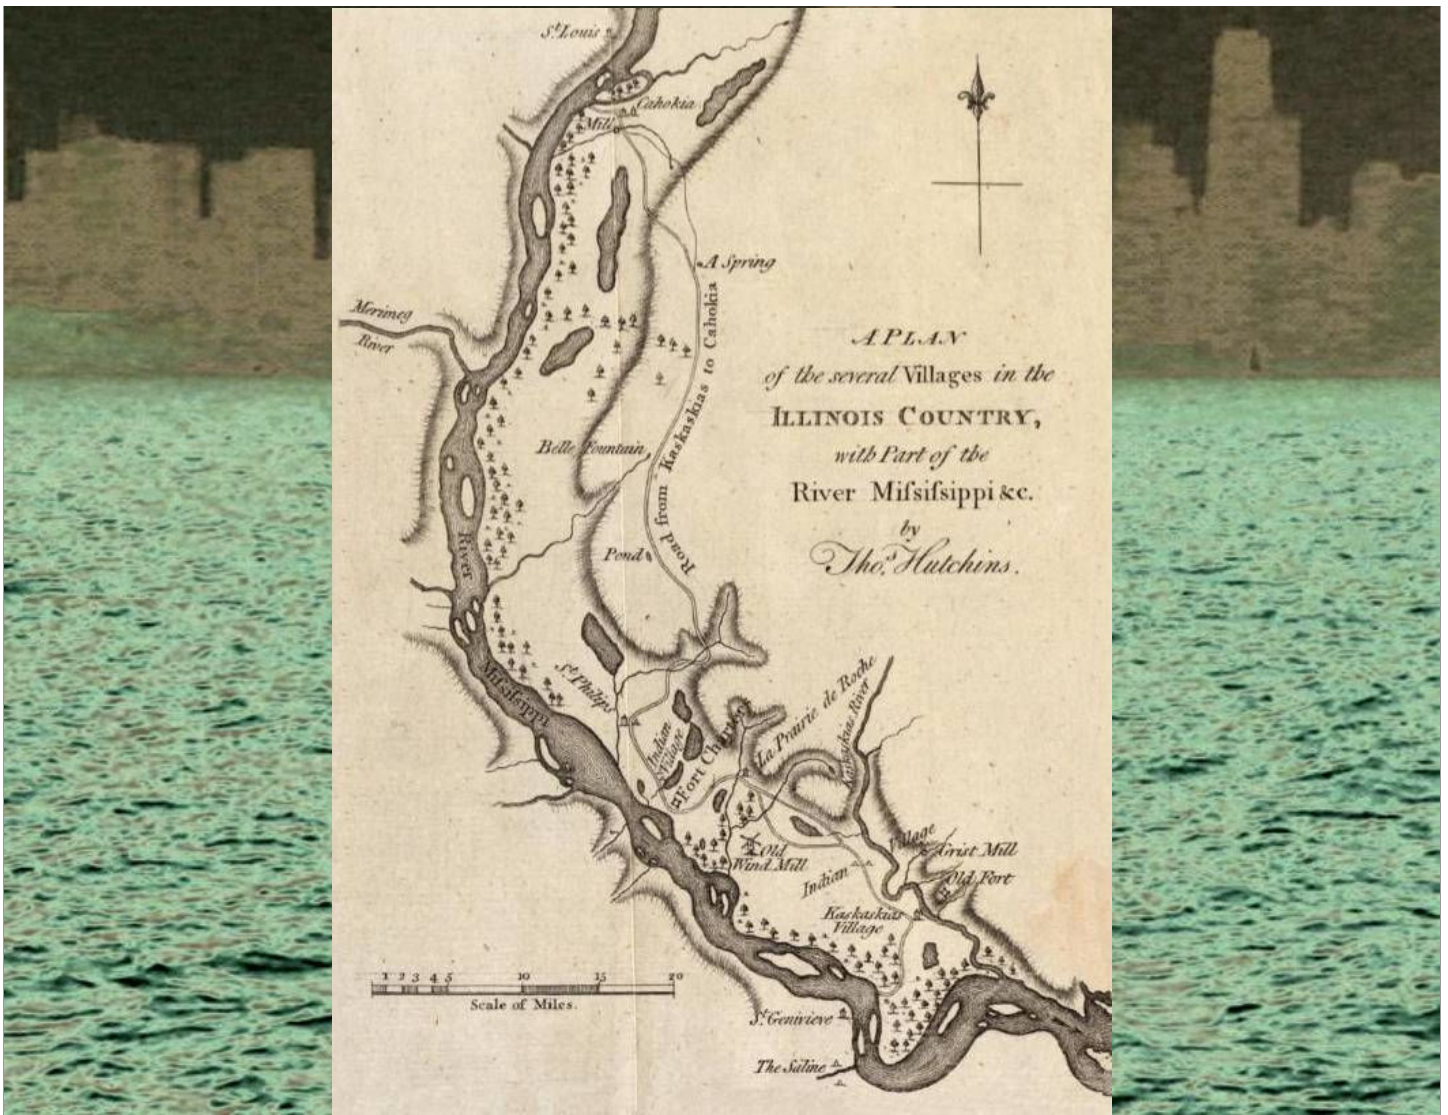 St. Louis
Cahokia
Mill
A Spring
Merimeg
River
Road from Kaskaskias to Cahokia
A PLAN
of the several Villages in the
ILLINOIS COUNTRY,
with Part of the
River Miſsiſsippi &c.
by
Thos. Hutchins.
Belle Fountain
Pond
River
Miſsiſsippi
St. Philips
Indian
Village
Fort Chartres
La Prairie de Roche
Kaskaskias River
Old
Wind Mill
Indian
Village
Grist Mill
Old Fort
Kaskaskias
Village
1 2 3 4 5 10 15 20
Scale of Miles.
St. Genivieve
The Saline